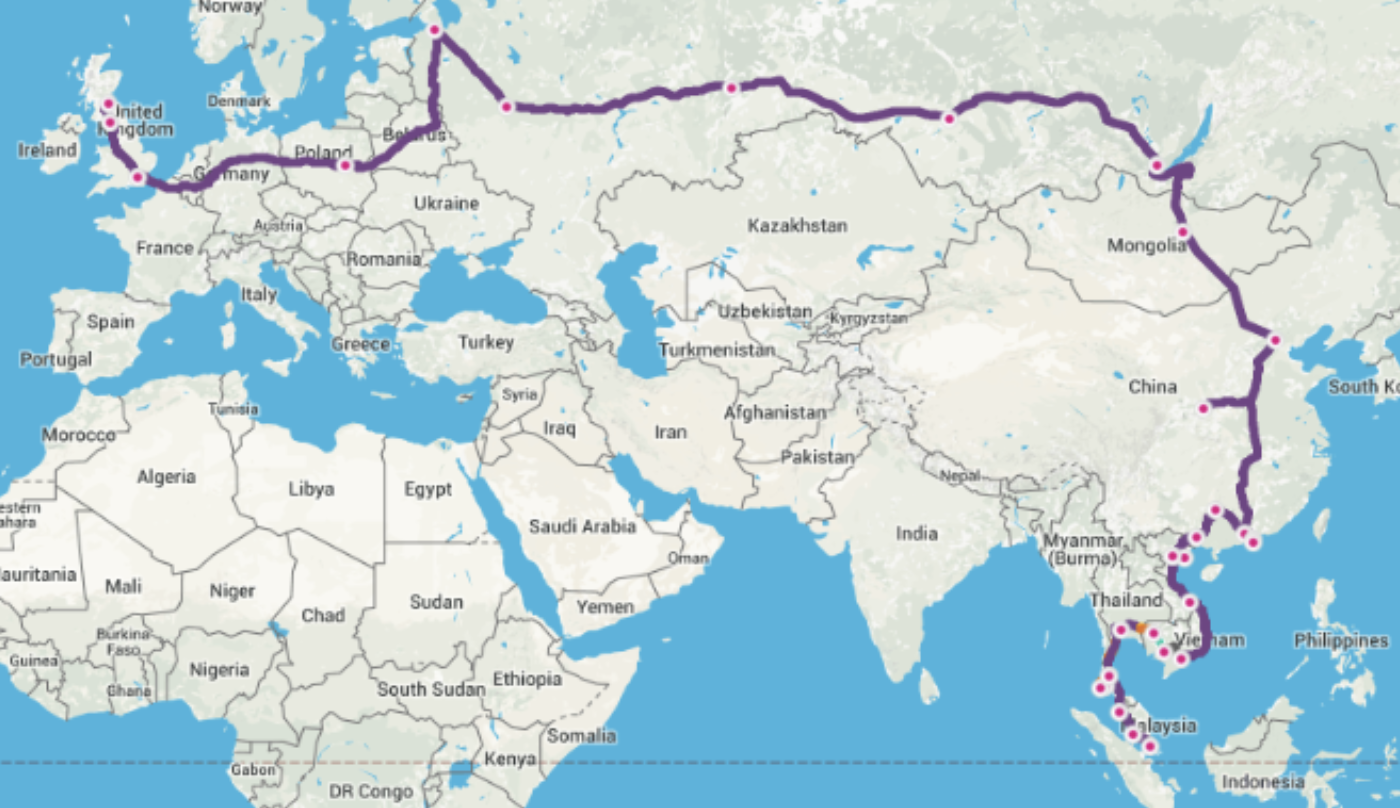 Norway
Denmark
United
Kingdom
Ireland
Belarus
Poland
Germany
Ukraine
Austria
France
Kazakhstan
Mongolia
Romania
Italy
Spain
Uzbekistan
Kyrgyzstan
Greece
Turkey
Turkmenistan
Portugal
China
South Ko
Syria
Tunisia
Afghanistan
Morocco
Iraq
Iran
Pakistan
Algeria
Nepal
Libya
Egypt
estern
ahara
Saudi Arabia
India
Myanmar
(Burma)
Oman
auritania
Mali
Niger
Sudan
Thailand
Yemen
Chad
Burkina
Faso
Vietnam
Philippines
Guinea
Nigeria
Ethiopia
Ghana
South Sudan
alaysia
Somalia
Kenya
Gabon
Indonesia
DR Congo